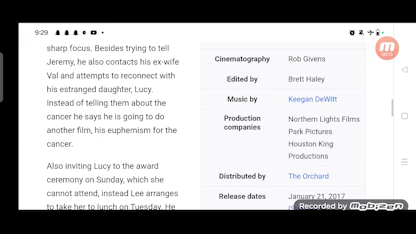 9:29
00:10
sharp focus. Besides trying to tell
Jeremy, he also contacts his ex-wife
Val and attempts to reconnect with
his estranged daughter, Lucy.
Instead of telling them about the
cancer he says he is going to do
another film, his euphemism for the
cancer.
Also inviting Lucy to the award
ceremony on Sunday, which she
cannot attend, instead Lee arranges
to take her to lunch on Tuesday. He
Cinematography Rob Givens
Edited by Brett Haley
Music by Keegan DeWitt
Production Northern Lights Films
companies Park Pictures
Houston King
Productions
Distributed by The Orchard
Release dates January 21, 2017
Recorded by Mobizen